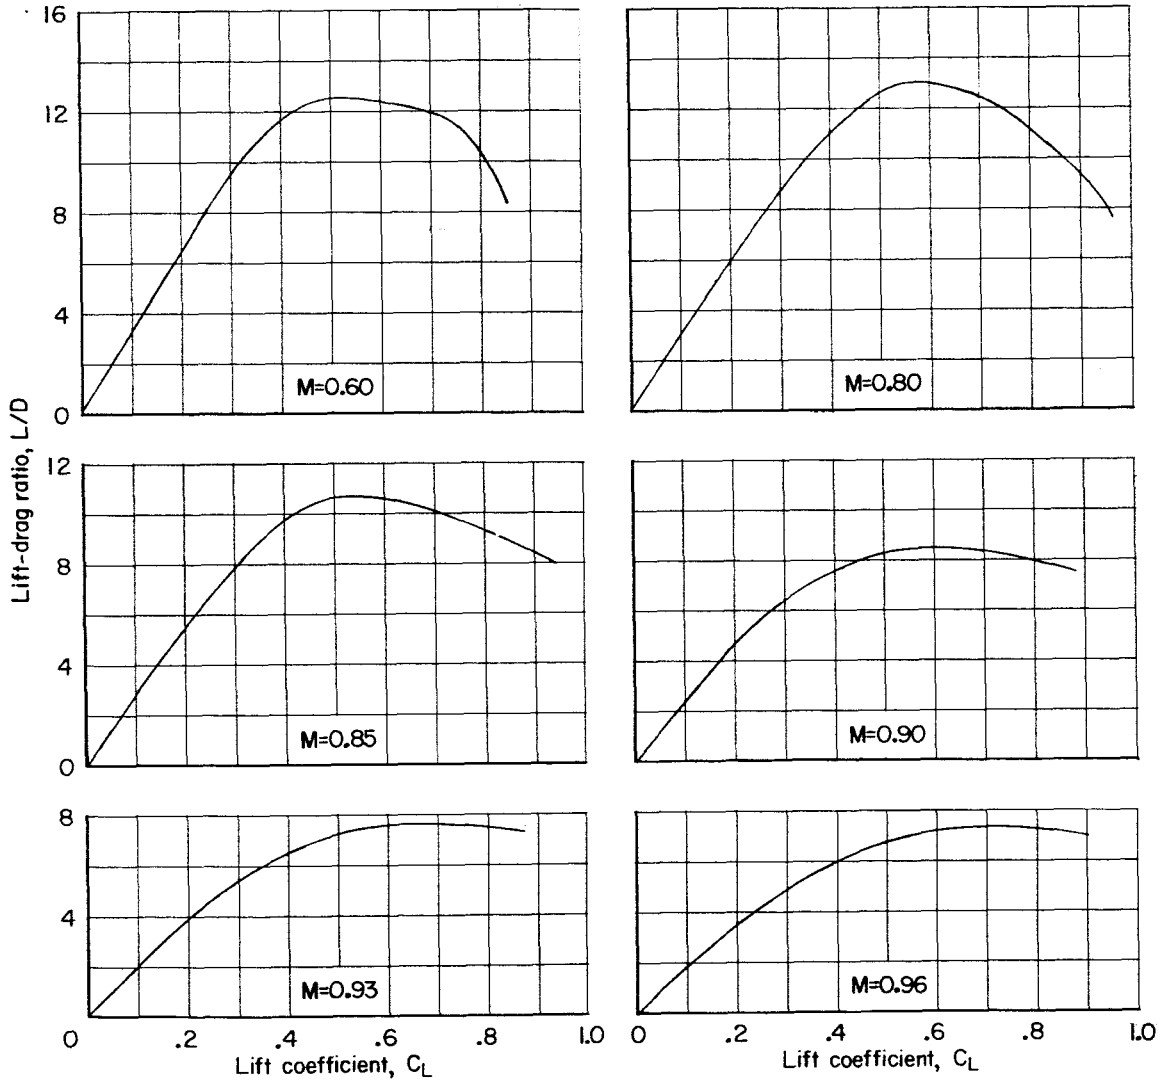 16
12
8
4
0
M=0.60
M=0.80
Lift-drag ratio, L/D
12
8
4
0
M=0.85
M=0.90
8
4
0
M=0.93
M=0.96
.2 .4 .6 .8 1.0
0 .2 .4 .6 .8 1.0
Lift coefficient, CL
Lift coefficient, CL